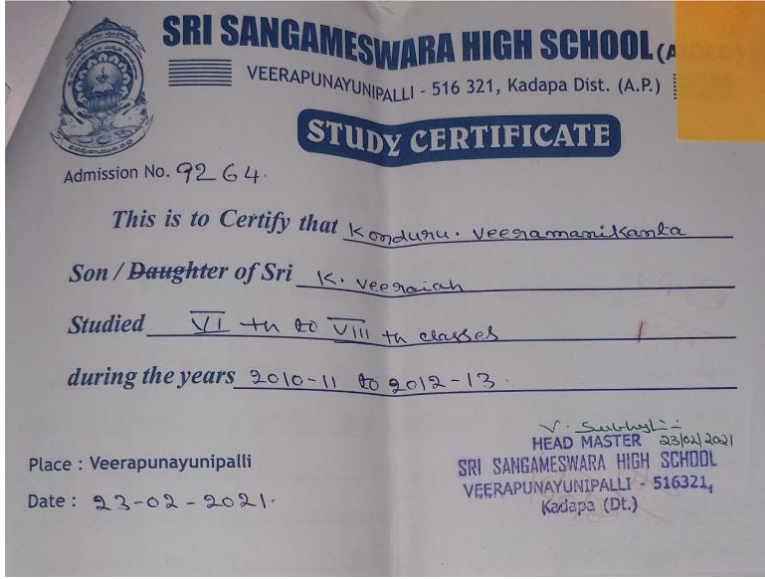 SRI SANGAMESWARA HIGH SCHOOL (A
VEERAPUNAYUNIPALLI - 516 321, Kadapa Dist. (A.P.)
STUDY CERTIFICATE
Admission No. 9264.
This is to Certify that Konduru. Veeramanikanta
Son / Daughter of Sri K. Veeraiah
Studied VI th to VIII th classes
during the years 2010-11 to 2012-13.
23/02/2021
HEAD MASTER
Place : Veerapunayunipalli
SRI SANGAMESWARA HIGH SCHOOL
VEERAPUNAYUNIPALLI - 516321,
Date : 23-02-2021.
Kadapa (Dt.)